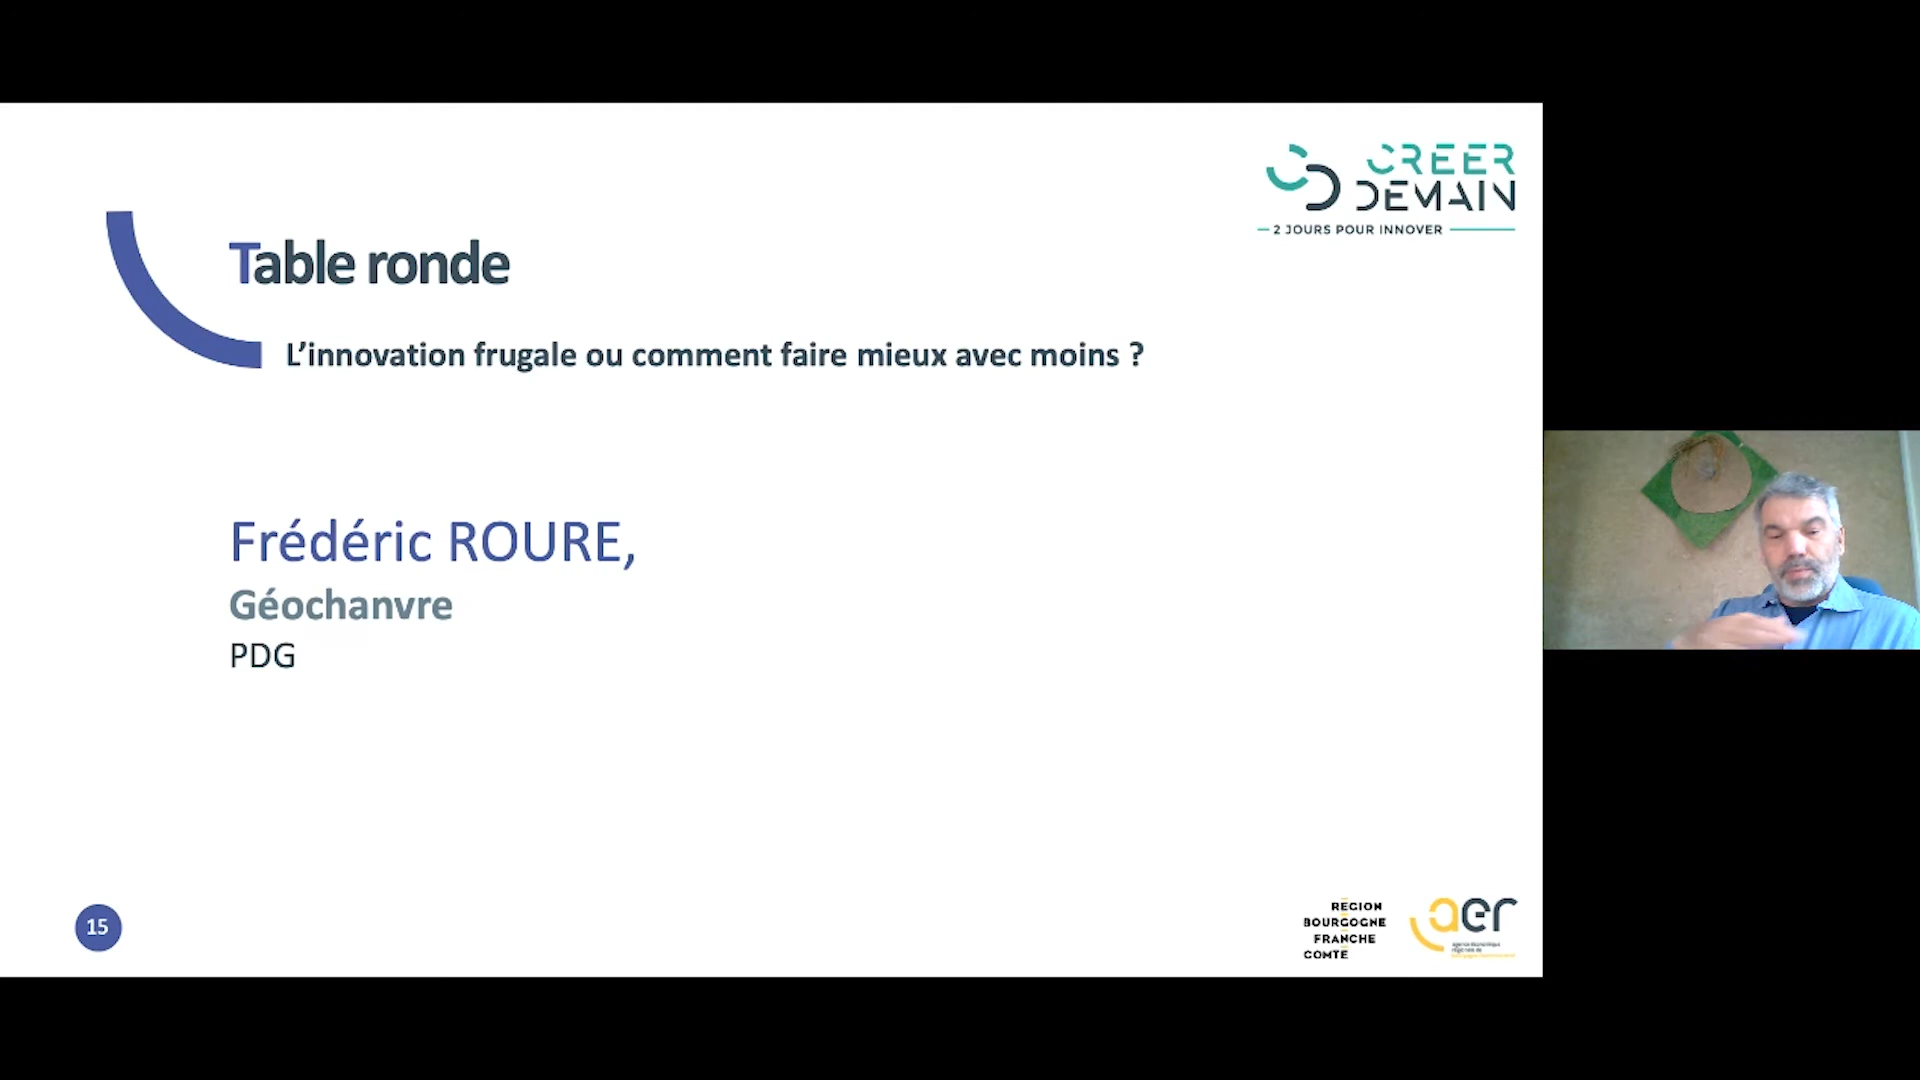 CREER
DEMAIN
2 JOURS POUR INNOVER
Table ronde
L’innovation frugale ou comment faire mieux avec moins ?
Frédéric ROURE,
Géochanvre
PDG
15
REGION
BOURGOGNE
FRANCHE
COMTE
aer